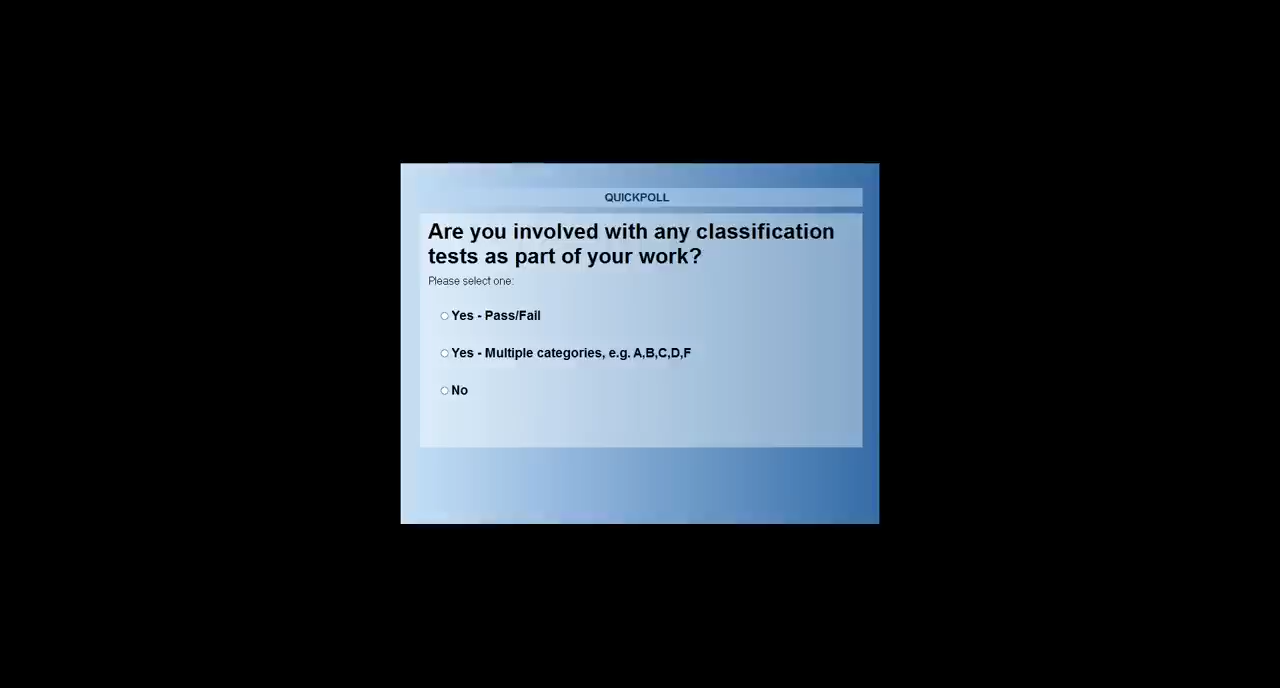 QUICKPOLL
Are you involved with any classification
tests as part of your work?
Please select one:
Yes - Pass/Fail
Yes - Multiple categories, e.g. A,B,C,D,F
No